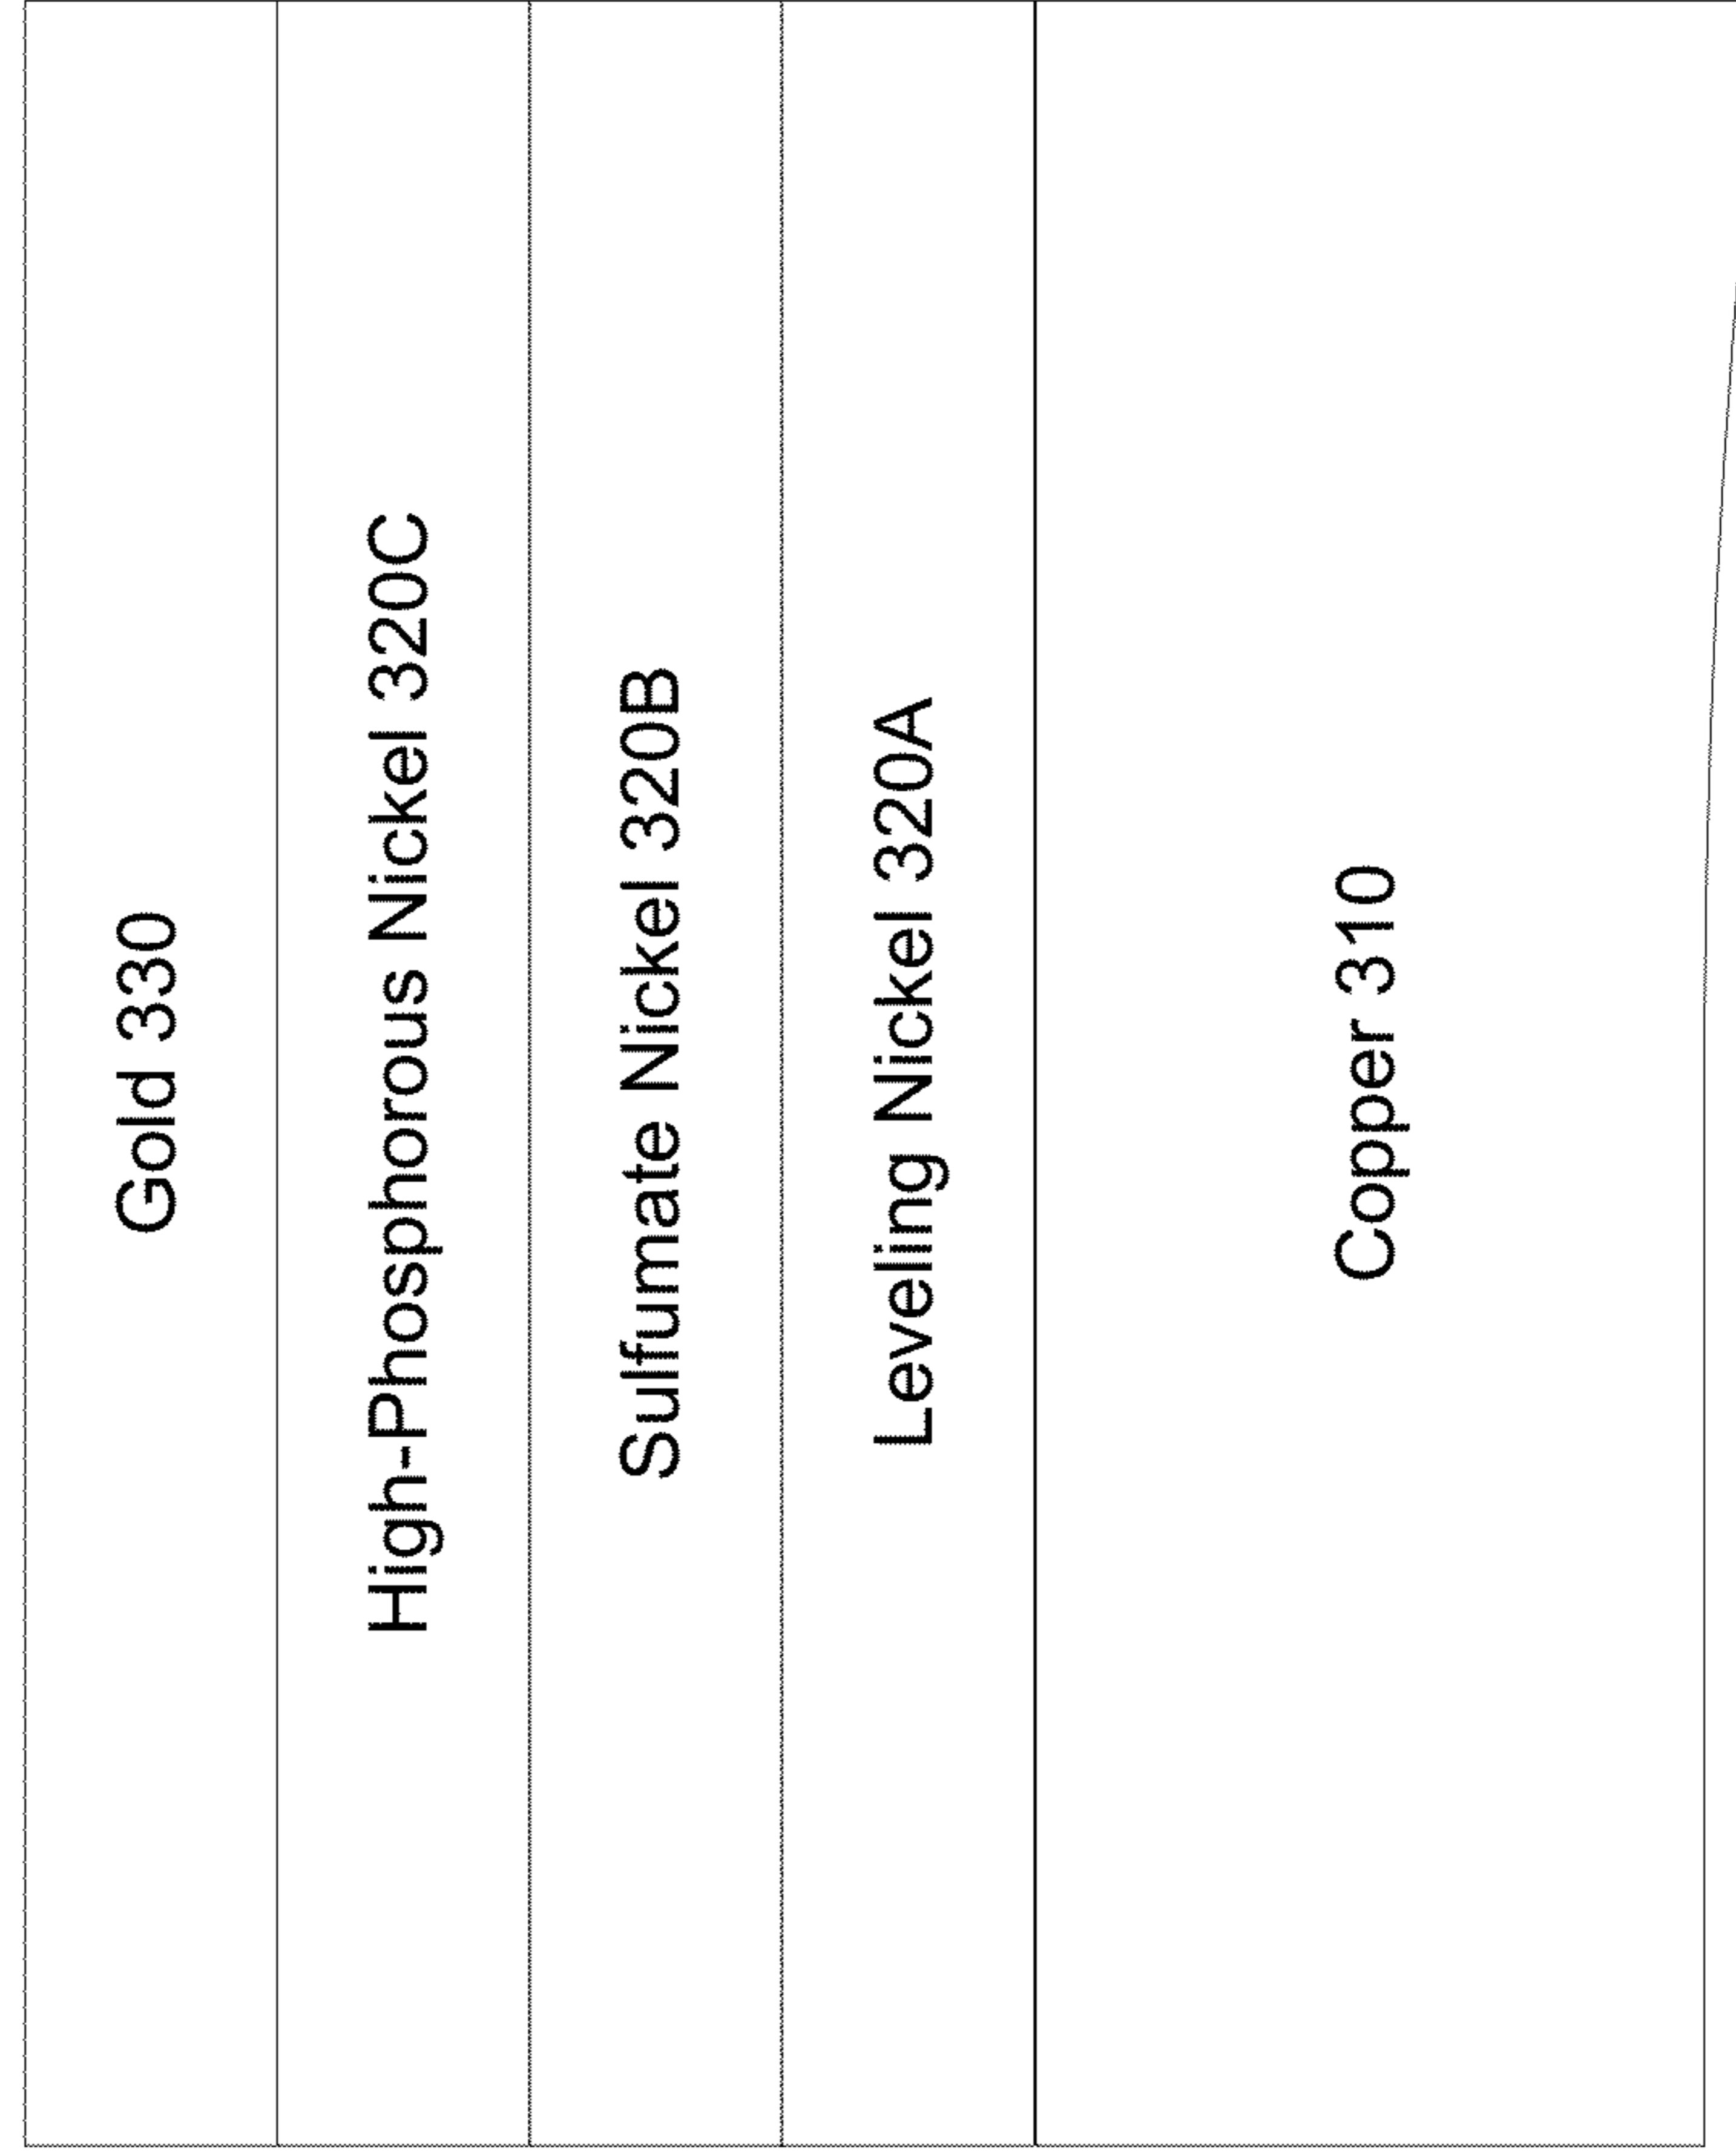 Gold 330
High-Phosphorous Nickel 320C
Sulfumate Nickel 320B
Leveling Nickel 320A
Copper 310